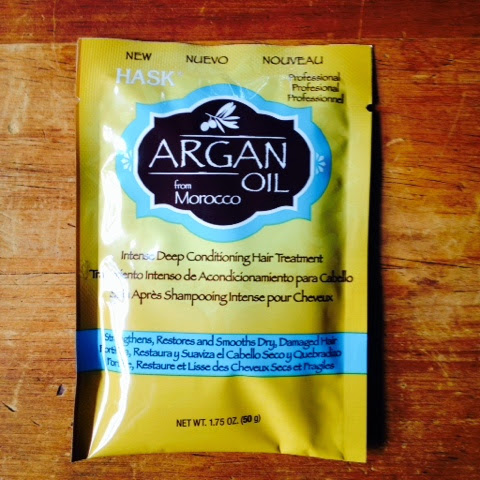 NEW NUEVO NOUVEAU
HASK
Professional
Profesional
Professionnel
ARGAN
OIL
from
Morocco
Intense Deep Conditioning Hair Treatment
Tratamiento Intenso de Acondicionamiento para Cabello
Après Shampooing Intense pour Cheveux
Strengthens, Restores and Smooths Dry, Damaged Hair
Restaura y Suaviza el Cabello Seco y Quebradizo
Restaure et Lisse des Cheveux Secs et Fragiles
NET WT. 1.75 OZ. (50 g)